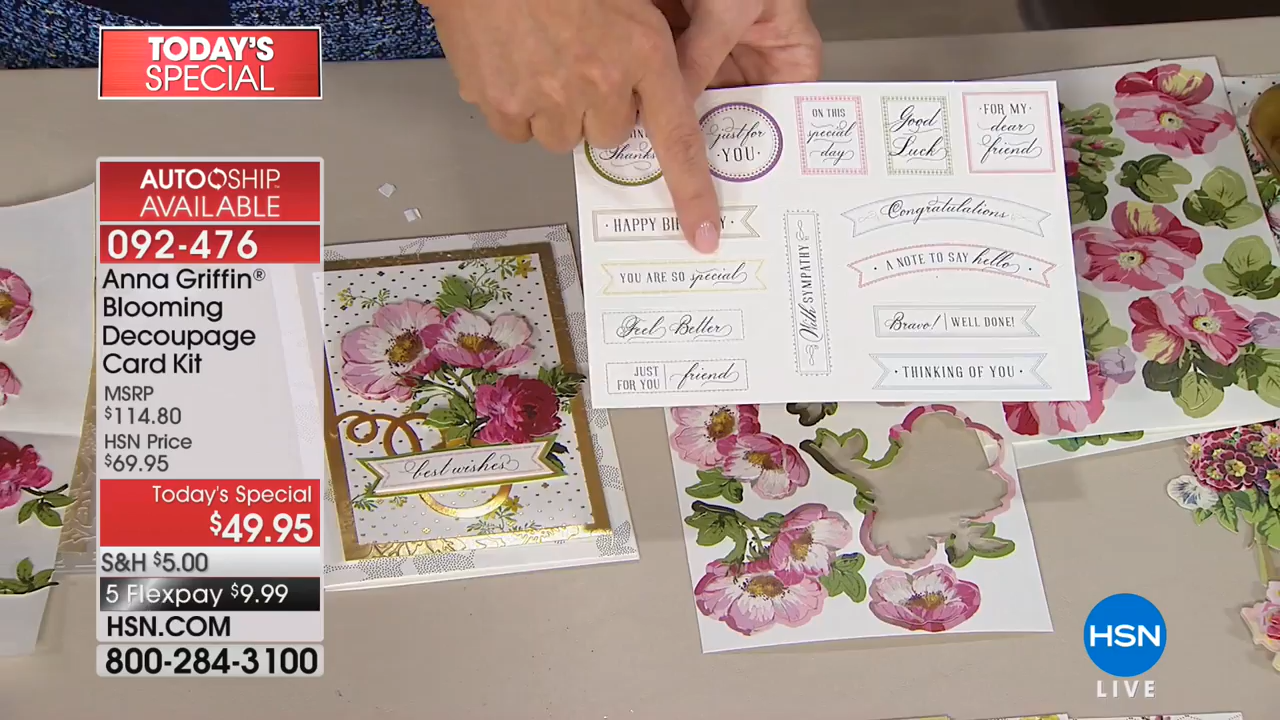 TODAY'S
SPECIAL
AUTOSHIP
AVAILABLE
092-476
Anna Griffin®
Blooming
Decoupage
Card Kit
MSRP
$114.80
HSN Price
$69.95
Today's Special
$49.95
S&H $5.00
5 Flexpay $9.99
HSN.COM
800-284-3100
best wishes
Thanks
just for
YOU
ON THIS
special
day
Good
Luck
FOR MY
dear
friend
HAPPY
YOU ARE SO special
Feel Better
JUST
FOR YOU
friend
With SYMPATHY
Congratulations
A NOTE TO SAY hello
Bravo! | WELL DONE!
THINKING OF YOU
HSN
LIVE